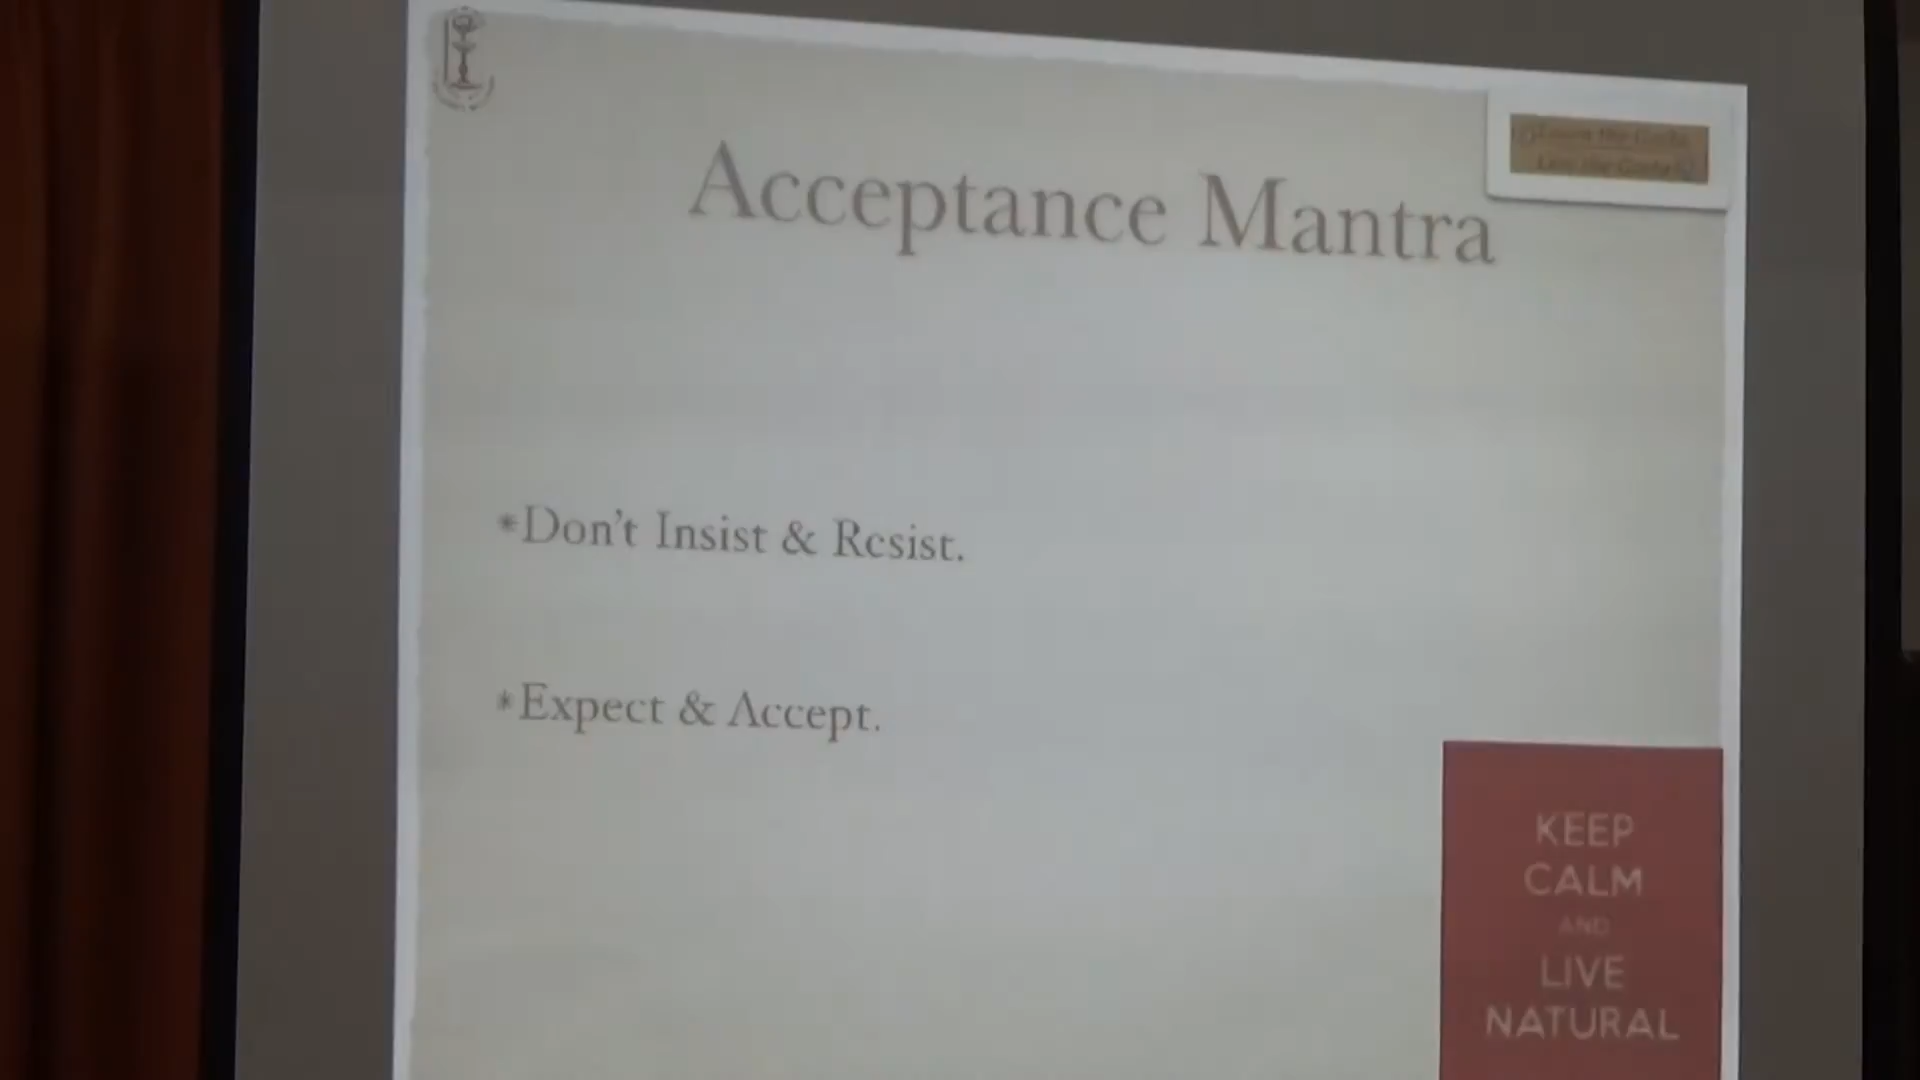 Acceptance Mantra
*Don't Insist & Resist.
*Expect & Accept.
KEEP
CALM
AND
LIVE
NATURAL